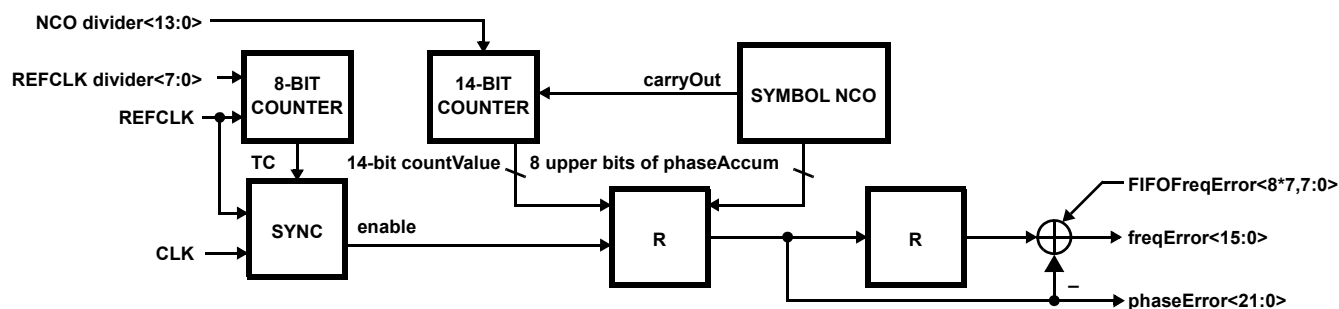 NCO divider<13:0>
REFCLK divider<7:0>
REFCLK
8-BIT
COUNTER
14-BIT
COUNTER
carryOut
SYMBOL NCO
TC
14-bit countValue
8 upper bits of phaseAccum
SYNC
CLK
enable
R
R
FIFOFreqError<8*7,7:0>
freqError<15:0>
–
phaseError<21:0>